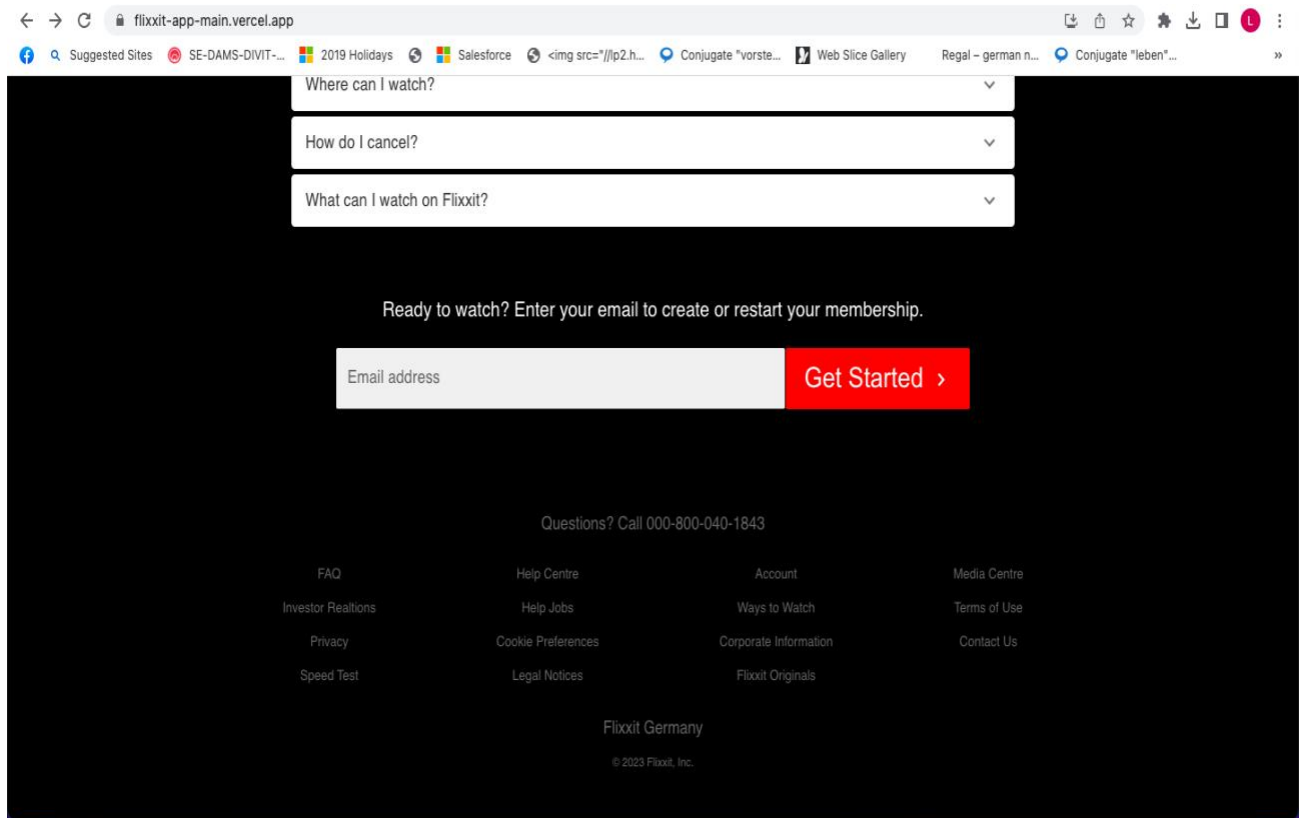 flixxit-app-main.vercel.app
L
Suggested Sites SE-DAMS-DIVIT-... 2019 Holidays Salesforce <img src="//lp2.h... Conjugate "vorste... Web Slice Gallery Regal – german n... Conjugate "leben"... »
Where can I watch?
How do I cancel?
What can I watch on Flixxit?
Ready to watch? Enter your email to create or restart your membership.
Email address Get Started ›
Questions? Call 000-800-040-1843
FAQ Help Centre Account Media Centre
Investor Realtions Help Jobs Ways to Watch Terms of Use
Privacy Cookie Preferences Corporate Information Contact Us
Speed Test Legal Notices Flixxit Originals
Flixxit Germany
© 2023 Flixxit, Inc.